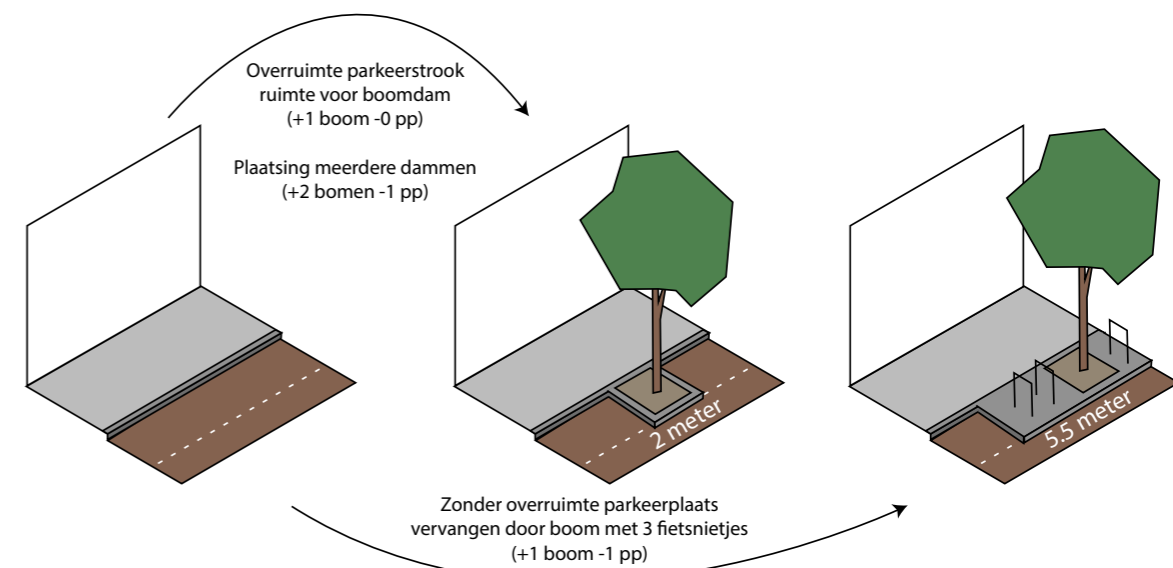 Overruimte parkeerstrook
ruimte voor boomdam
(+1 boom -0 pp)
Plaatsing meerdere dammen
(+2 bomen -1 pp)
2 meter
5.5 meter
Zonder overruimte parkeerplaats
vervangen door boom met 3 fietsnietjes
(+1 boom -1 pp)